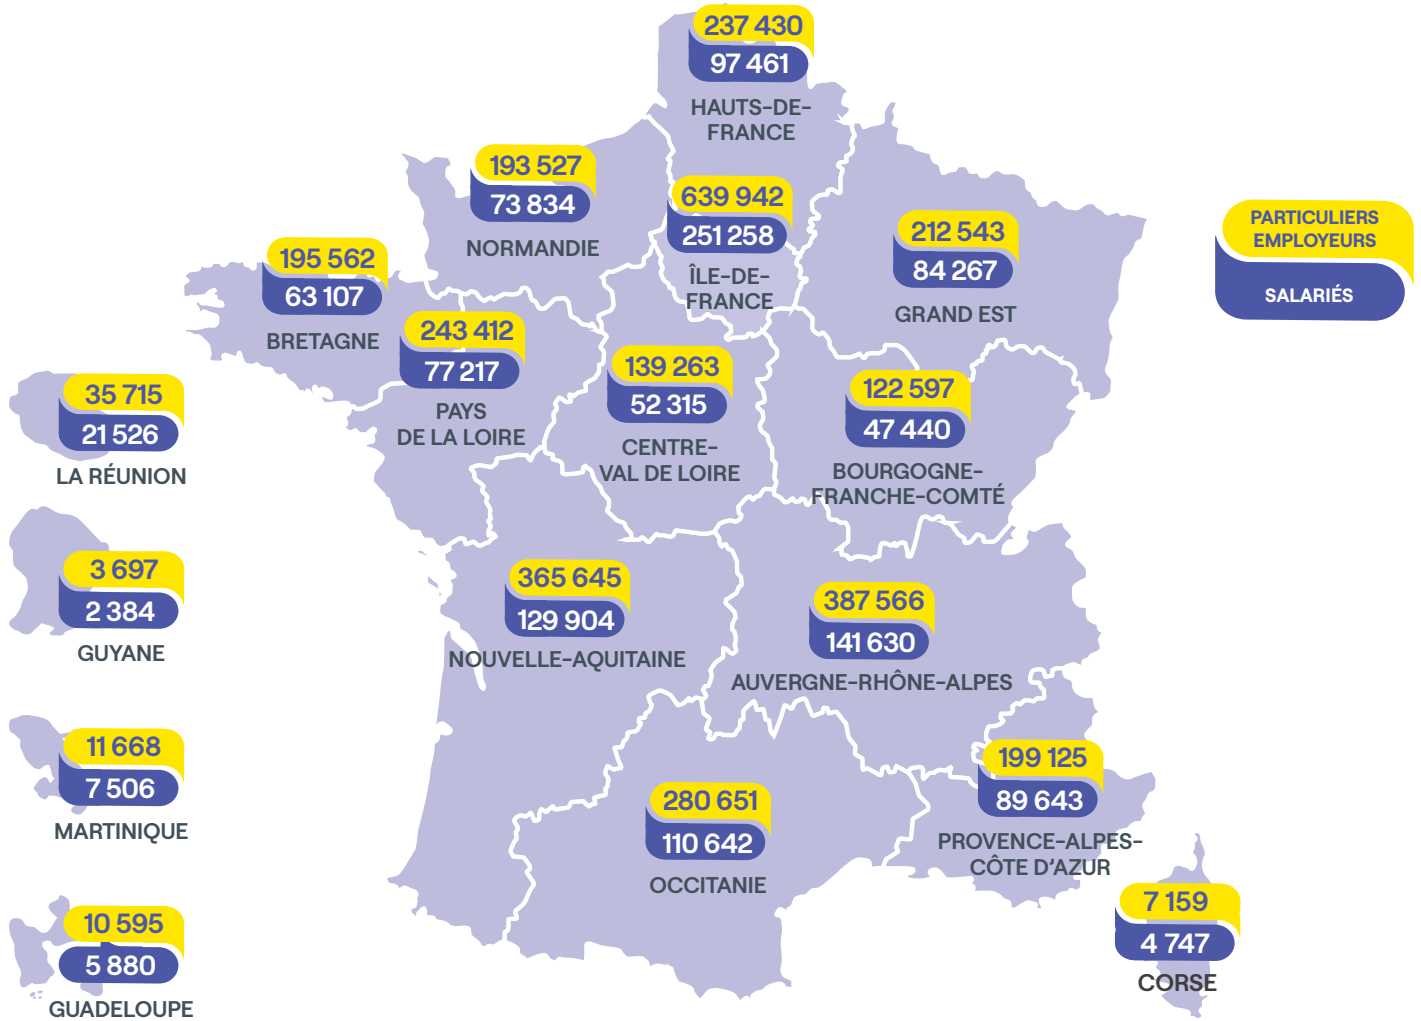 237 430
97 461
HAUTS-DE-
FRANCE
193 527
73 834
NORMANDIE
639 942
251 258
ÎLE-DE-
FRANCE
212 543
84 267
GRAND EST
PARTICULIERS
EMPLOYEURS
SALARIÉS
195 562
63 107
BRETAGNE
243 412
77 217
PAYS
DE LA LOIRE
139 263
52 315
CENTRE-
VAL DE LOIRE
122 597
47 440
BOURGOGNE-
FRANCHE-COMTÉ
35 715
21 526
LA RÉUNION
3 697
2 384
GUYANE
365 645
129 904
NOUVELLE-AQUITAINE
387 566
141 630
AUVERGNE-RHÔNE-ALPES
11 668
7 506
MARTINIQUE
280 651
110 642
OCCITANIE
199 125
89 643
PROVENCE-ALPES-
CÔTE D'AZUR
10 595
5 880
GUADELOUPE
7 159
4 747
CORSE